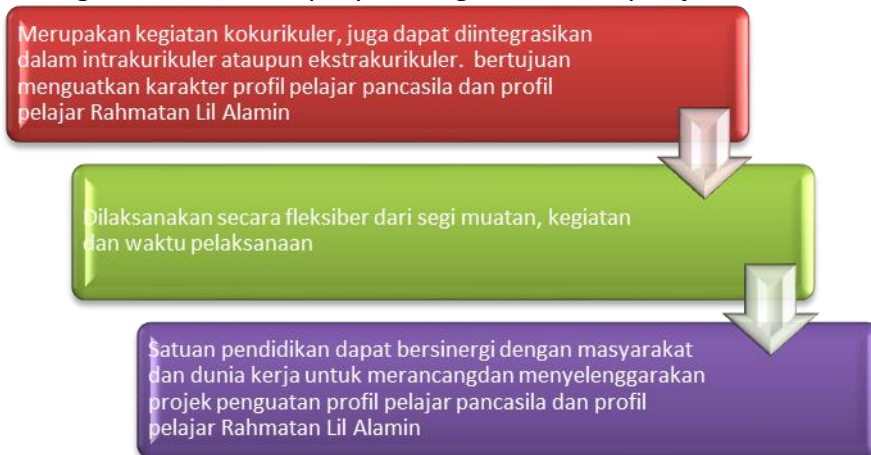 Merupakan kegiatan kokurikuler, juga dapat diintegrasikan
dalam intrakurikuler ataupun ekstrakurikuler. bertujuan
menguatkan karakter profil pelajar pancasila dan profil
pelajar Rahmatan Lil Alamin
Dilaksanakan secara fleksiber dari segi muatan, kegiatan
dan waktu pelaksanaan
Satuan pendidikan dapat bersinergi dengan masyarakat
dan dunia kerja untuk merancangdan menyelenggarakan
projek penguatan profil pelajar pancasila dan profil
pelajar Rahmatan Lil Alamin